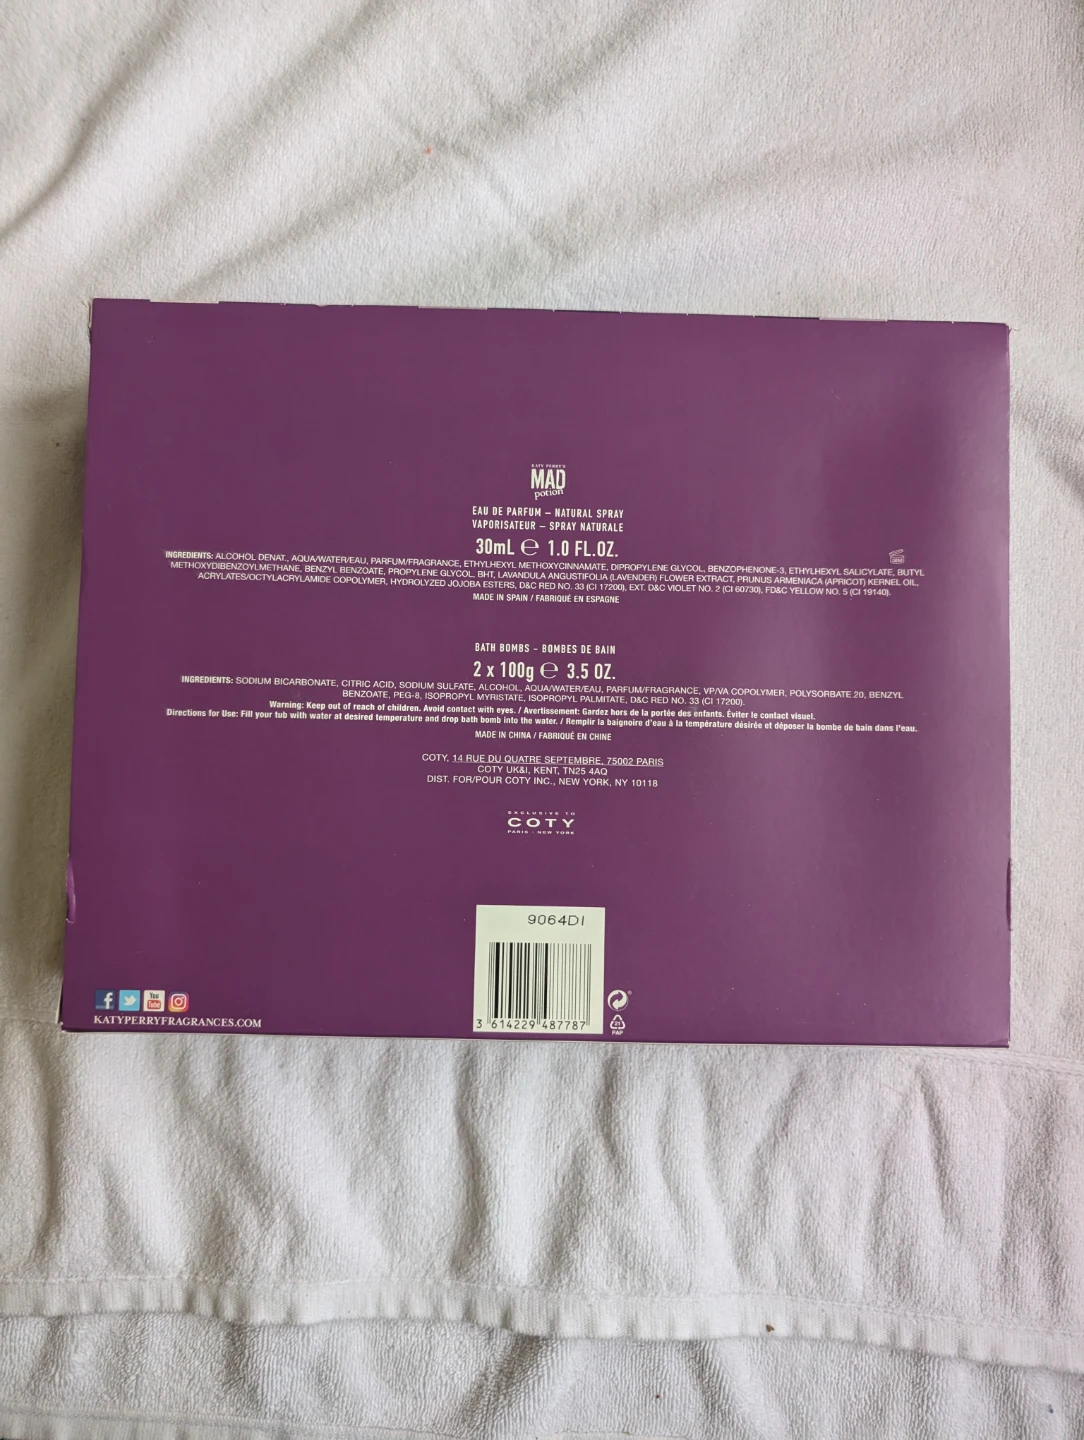 KATY PERRY'S
MAD
potion
EAU DE PARFUM – NATURAL SPRAY
VAPORISATEUR – SPRAY NATURALE
30mL ℮ 1.0 FL.OZ.
INGREDIENTS: ALCOHOL DENAT., AQUA/WATER/EAU, PARFUM/FRAGRANCE, ETHYLHEXYL METHOXYCINNAMATE, DIPROPYLENE GLYCOL, BENZOPHENONE-3, ETHYLHEXYL SALICYLATE, BUTYL
METHOXYDIBENZOYLMETHANE, BENZYL BENZOATE, PROPYLENE GLYCOL, BHT, LAVANDULA ANGUSTIFOLIA (LAVENDER) FLOWER EXTRACT, PRUNUS ARMENIACA (APRICOT) KERNEL OIL,
ACRYLATES/OCTYLACRYLAMIDE COPOLYMER, HYDROLYZED JOJOBA ESTERS, D&C RED NO. 33 (CI 17200), EXT. D&C VIOLET NO. 2 (CI 60730), FD&C YELLOW NO. 5 (CI 19140).
MADE IN SPAIN / FABRIQUÉ EN ESPAGNE
BATH BOMBS – BOMBES DE BAIN
2 x 100g ℮ 3.5 OZ.
INGREDIENTS: SODIUM BICARBONATE, CITRIC ACID, SODIUM SULFATE, ALCOHOL, AQUA/WATER/EAU, PARFUM/FRAGRANCE, VP/VA COPOLYMER, POLYSORBATE 20, BENZYL
BENZOATE, PEG-8, ISOPROPYL MYRISTATE, ISOPROPYL PALMITATE, D&C RED NO. 33 (CI 17200).
Warning: Keep out of reach of children. Avoid contact with eyes. / Avertissement: Gardez hors de la portée des enfants. Éviter le contact visuel.
Directions for Use: Fill your tub with water at desired temperature and drop bath bomb into the water. / Remplir la baignoire d'eau à la température désirée et déposer la bombe de bain dans l'eau.
MADE IN CHINA / FABRIQUÉ EN CHINE
COTY, 14 RUE DU QUATRE SEPTEMBRE, 75002 PARIS
COTY UK&I, KENT, TN25 4AQ
DIST. FOR/POUR COTY INC., NEW YORK, NY 10118
EXCLUSIVE TO
COTY
PARIS - NEW YORK
9064DI
3 614229 487787
21
PAP
You
Tube
KATYPERRYFRAGRANCES.COM